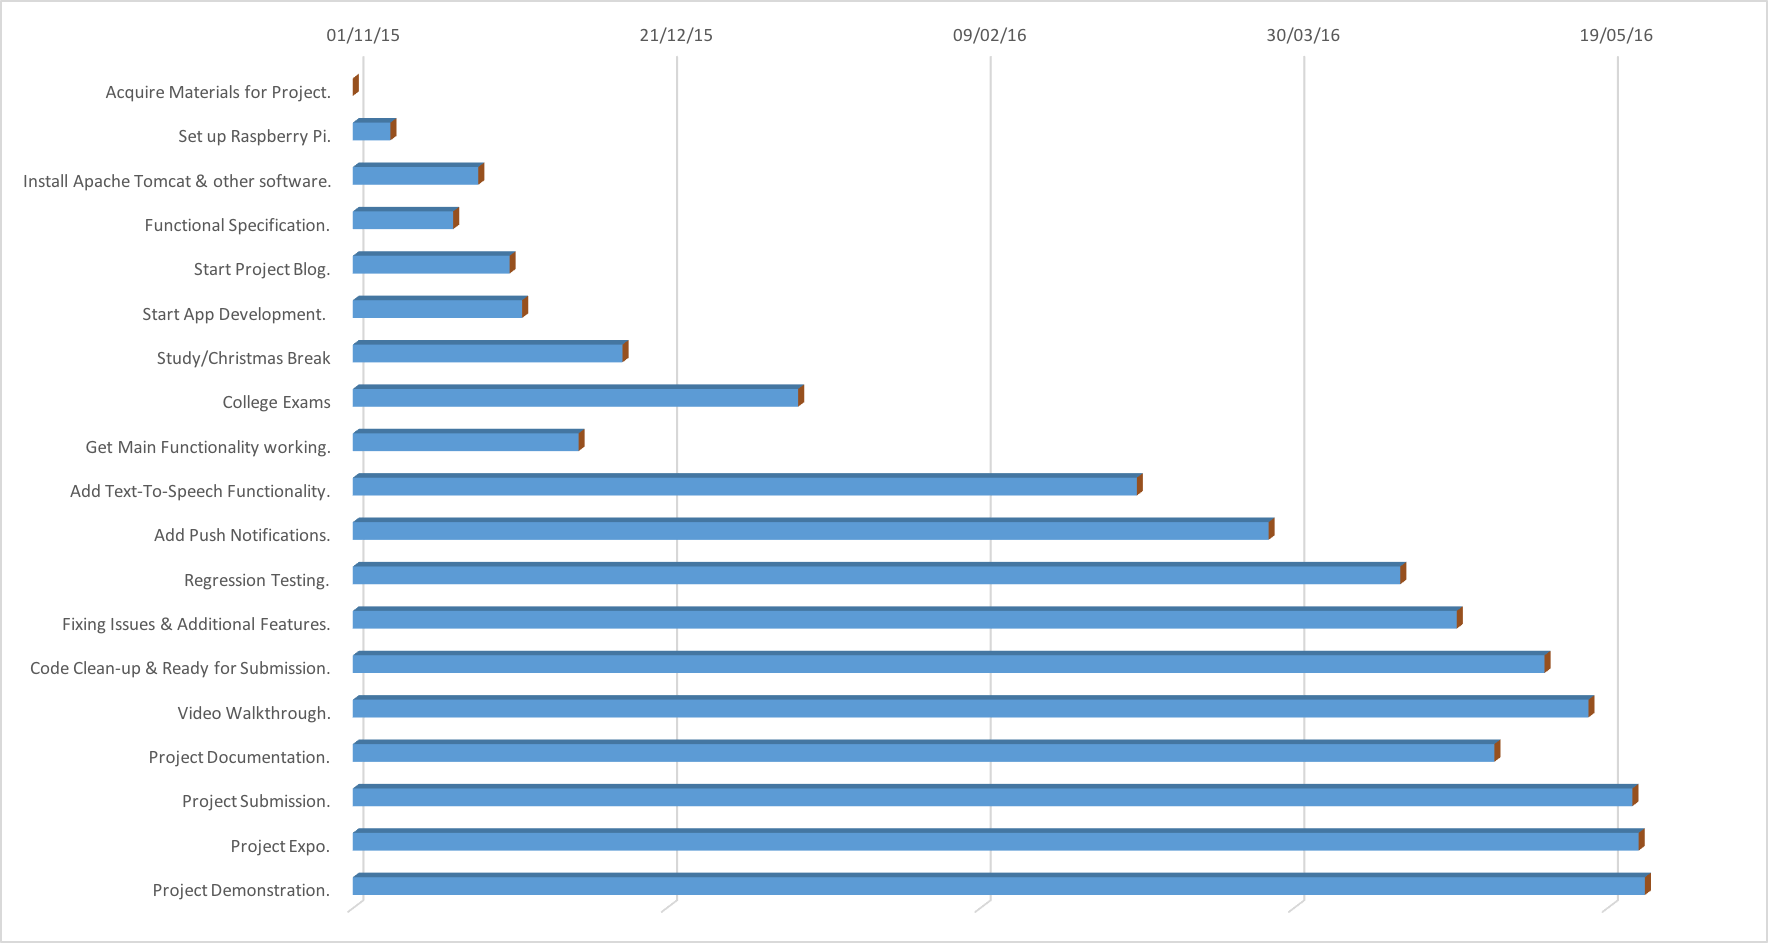 01/11/15 21/12/15 09/02/16 30/03/16 19/05/16
Acquire Materials for Project.
Set up Raspberry Pi.
Install Apache Tomcat & other software.
Functional Specification.
Start Project Blog.
Start App Development.
Study/Christmas Break
College Exams
Get Main Functionality working.
Add Text-To-Speech Functionality.
Add Push Notifications.
Regression Testing.
Fixing Issues & Additional Features.
Code Clean-up & Ready for Submission.
Video Walkthrough.
Project Documentation.
Project Submission.
Project Expo.
Project Demonstration.